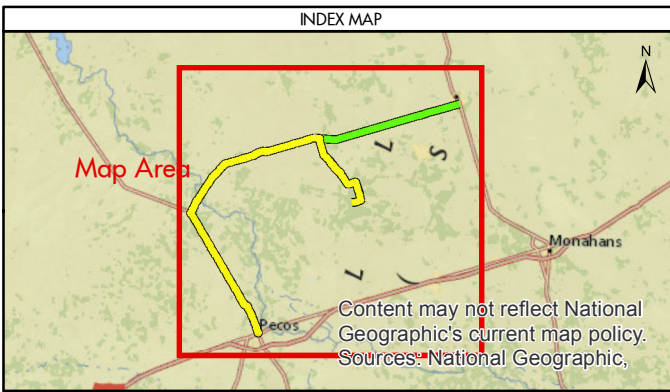 INDEX MAP
N
Map Area
S
L
L
Monahans
Pecos
Content may not reflect National
Geographic's current map policy.
Sources: National Geographic,